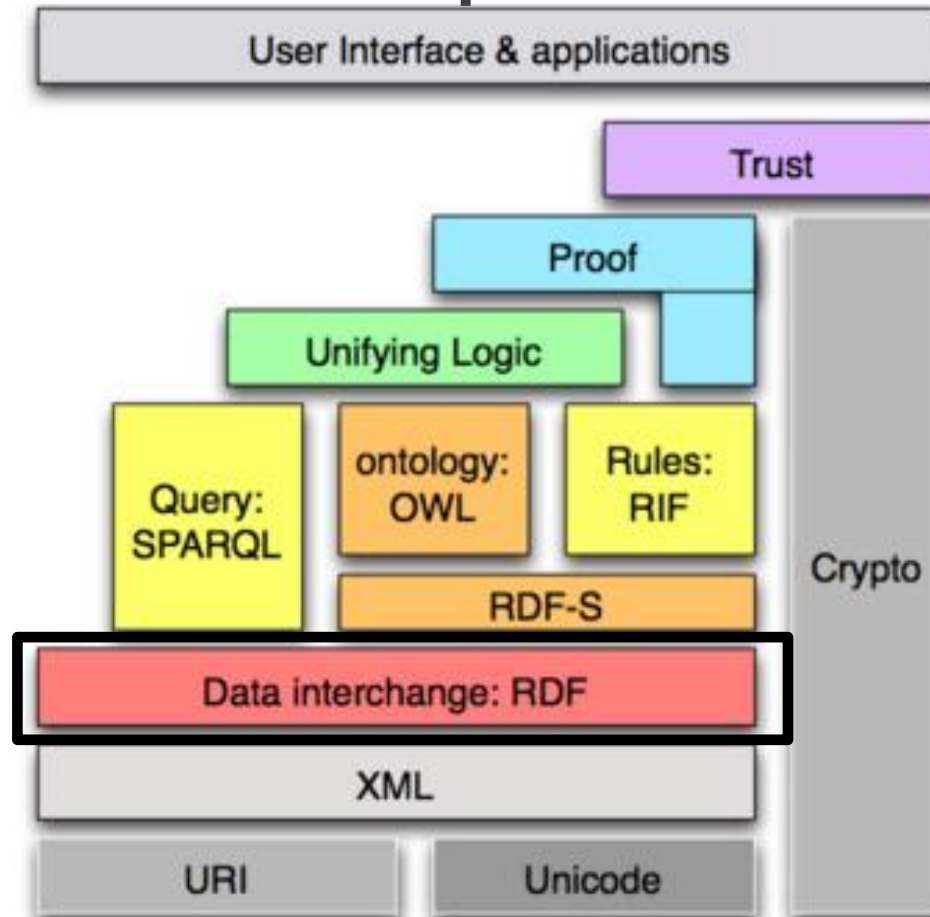 User Interface & applications
Trust
Proof
Unifying Logic
Query:
SPARQL
ontology:
OWL
Rules:
RIF
Crypto
RDF-S
Data interchange: RDF
XML
URI
Unicode